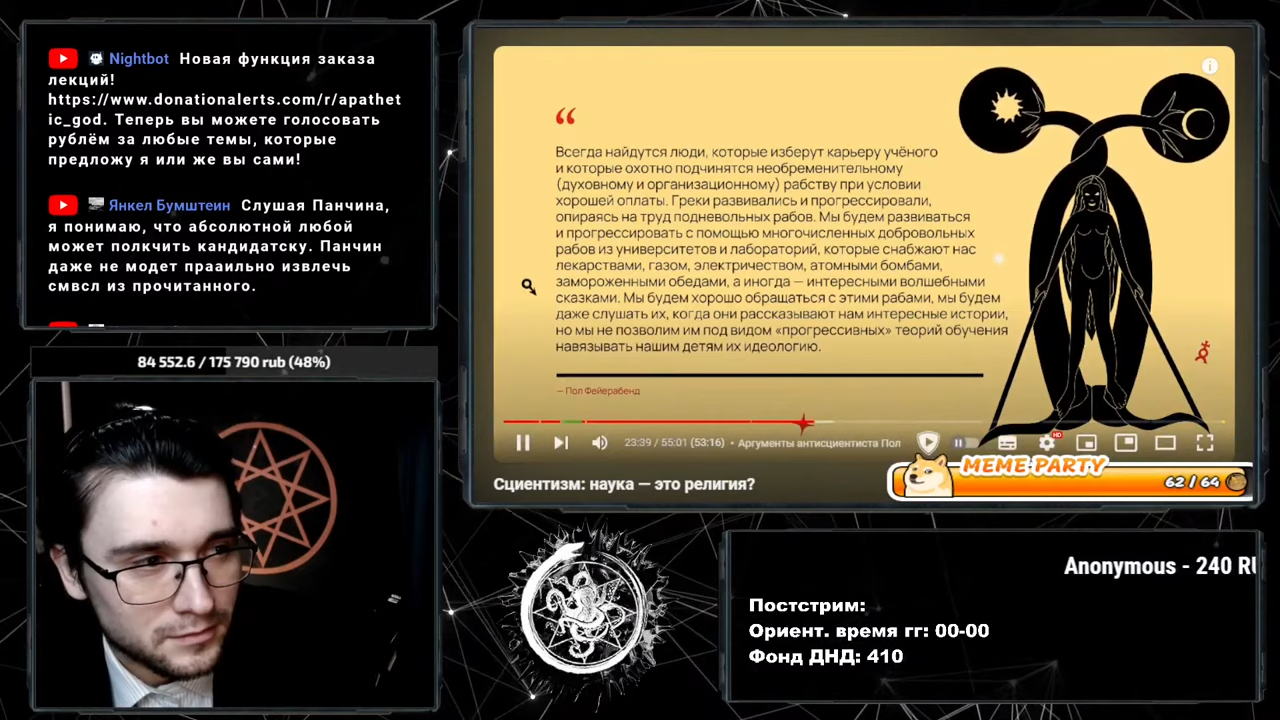 Nightbot Новая функция заказа
лекций!
https://www.donationalerts.com/r/apathet
ic_god. Теперь вы можете голосовать
рублём за любые темы, которые
предложу я или же вы сами!
Янкел Бумштеин Слушая Панчина,
я понимаю, что абсолютной любой
может полкчить кандидатску. Панчин
даже не модет прааильно извлечь
смвсл из прочитанного.
84 552.6 / 175 790 rub (48%)
“
Всегда найдутся люди, которые изберут карьеру учёного
и которые охотно подчинятся необременительному
(духовному и организационному) рабству при условии
хорошей оплаты. Греки развивались и прогрессировали,
опираясь на труд подневольных рабов. Мы будем развиваться
и прогрессировать с помощью многочисленных добровольных
рабов из университетов и лабораторий, которые снабжают нас
лекарствами, газом, электричеством, атомными бомбами,
замороженными обедами, а иногда — интересными волшебными
сказками. Мы будем хорошо обращаться с этими рабами, мы будем
даже слушать их, когда они рассказывают нам интересные истории,
но мы не позволим им под видом «прогрессивных» теорий обучения
навязывать нашим детям их идеологию.
— Пол Фейерабенд
23:39 / 55:01 (53:16) • Аргументы антисциентиста Пол
HD
Сциентизм: наука — это религия?
MEME PARTY
62 / 64
Anonymous - 240 RU
Постстрим:
Ориент. время гг: 00-00
Фонд ДНД: 410